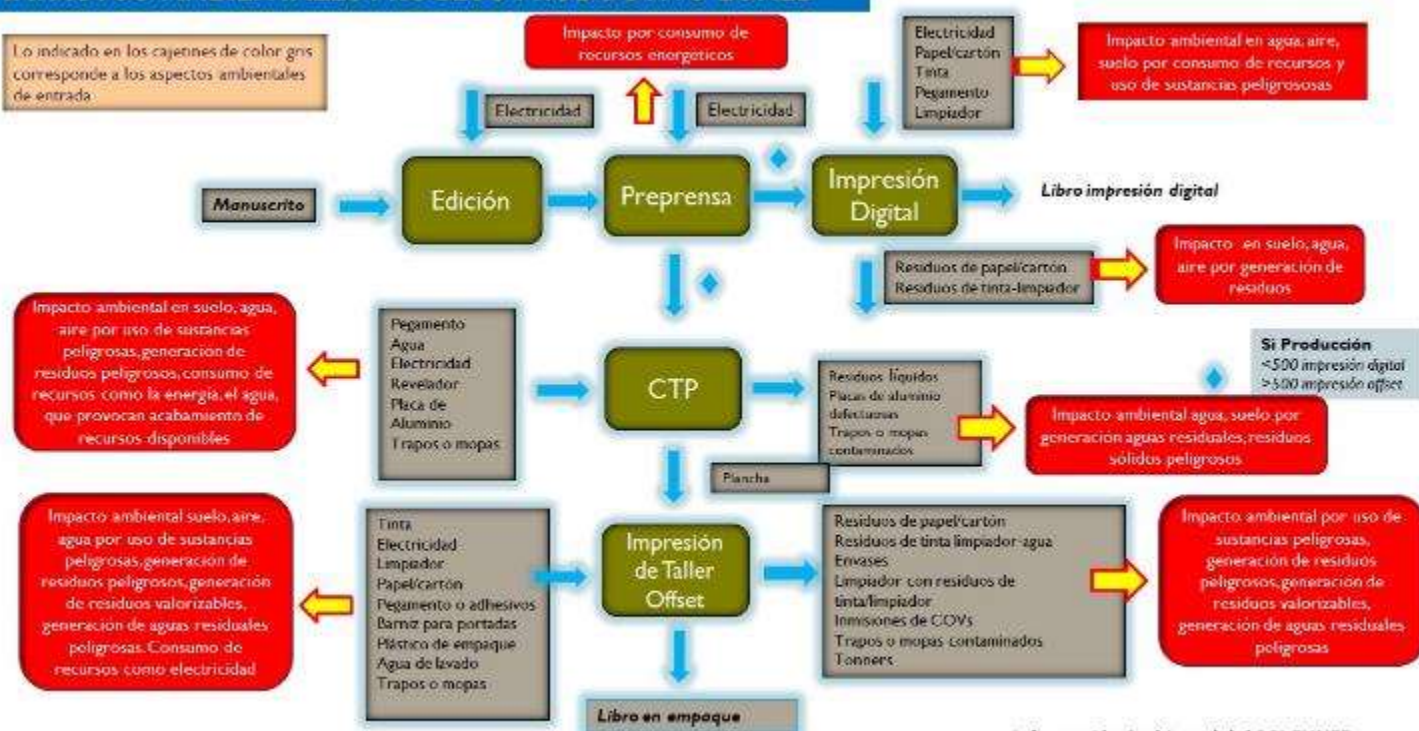 Lo indicado en los cajetines de color gris
corresponde a los aspectos ambientales
de entrada
Impacto por consumo de
recursos energeticos
Electricidad
Papel/cartón
Tinta
Pegamento
Limpiador
Impacto ambiental en agua, aire,
suelo por consumo de recursos y
uso de sustancias peligrososas
Electricidad
Electricidad
Manuscrito
Edición
Preprensa
Impresión
Digital
Libro impresión digital
Residuos de papel/cartón
Residuos de tinta-limpiador
Impacto en suelo, agua,
aire por generación de
residuos
Impacto ambiental en suelo, agua,
aire por uso de sustancias
peligrosas, generación de
residuos peligrosos, consumo de
recursos como la energía, el agua,
que provocan acabamiento de
recursos disponibles
Pegamento
Agua
Electricidad
Revelador
Placa de
Aluminio
Trapos o mopas
CTP
Residuos líquidos
Placas de aluminio
defectuosas
Trapos o mopas
contaminados
Si Producción
<500 impresión digital
>500 impresión offset
Impacto ambiental agua, suelo por
generación aguas residuales, residuos
sólidos peligrosos
Plancha
Impacto ambiental suelo, aire,
agua por uso de sustancias
peligrosas, generación de
residuos peligrosos, generación
de residuos valorizables,
generación de aguas residuales
peligrosas. Consumo de
recursos como electricidad
Tinta
Electricidad
Limpiador
Papel/cartón
Pegamento o adhesivos
Barniz para portadas
Plástico de empaque
Agua de lavado
Trapos o mopas
Impresión
de Taller
Offset
Residuos de papel/cartón
Residuos de tinta limpiador-agua
Envases
Limpiador con residuos de
tinta/limpiador
Inmisiones de COVs
Trapos o mopas contaminados
Tonners
Impacto ambiental por uso de
sustancias peligrosas,
generación de residuos
peligrosos, generación de
residuos valorizables,
generación de aguas residuales
peligrosas
Libro en empaque